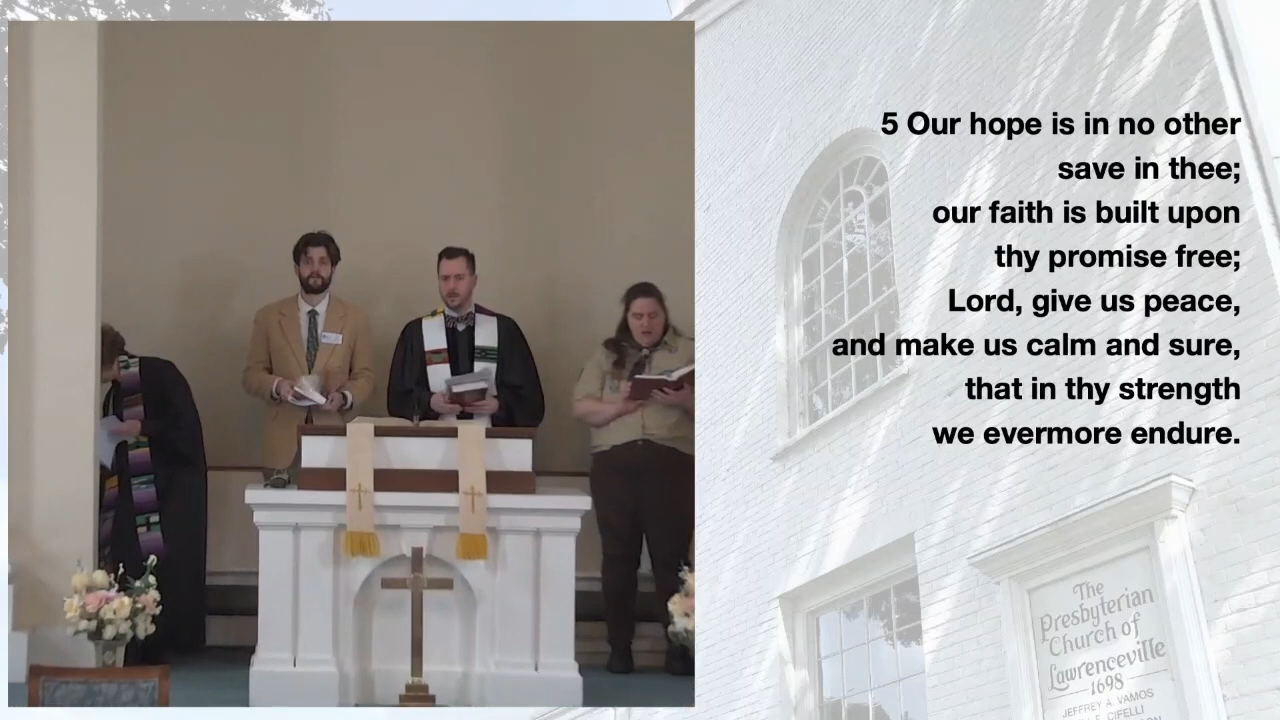 5 Our hope is in no other
save in thee;
our faith is built upon
thy promise free;
Lord, give us peace,
and make us calm and sure,
that in thy strength
we evermore endure.
The
Presbyterian
Church of
Lawrenceville
1698
JEFFREY A. VAMOS
CIFELLI